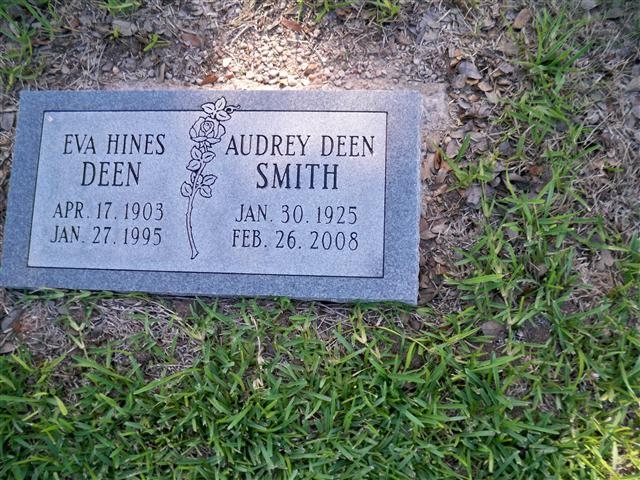 EVA HINES
DEEN
APR. 17. 1903
JAN. 27. 1995
AUDREY DEEN
SMITH
JAN. 30. 1925
FEB. 26. 2008